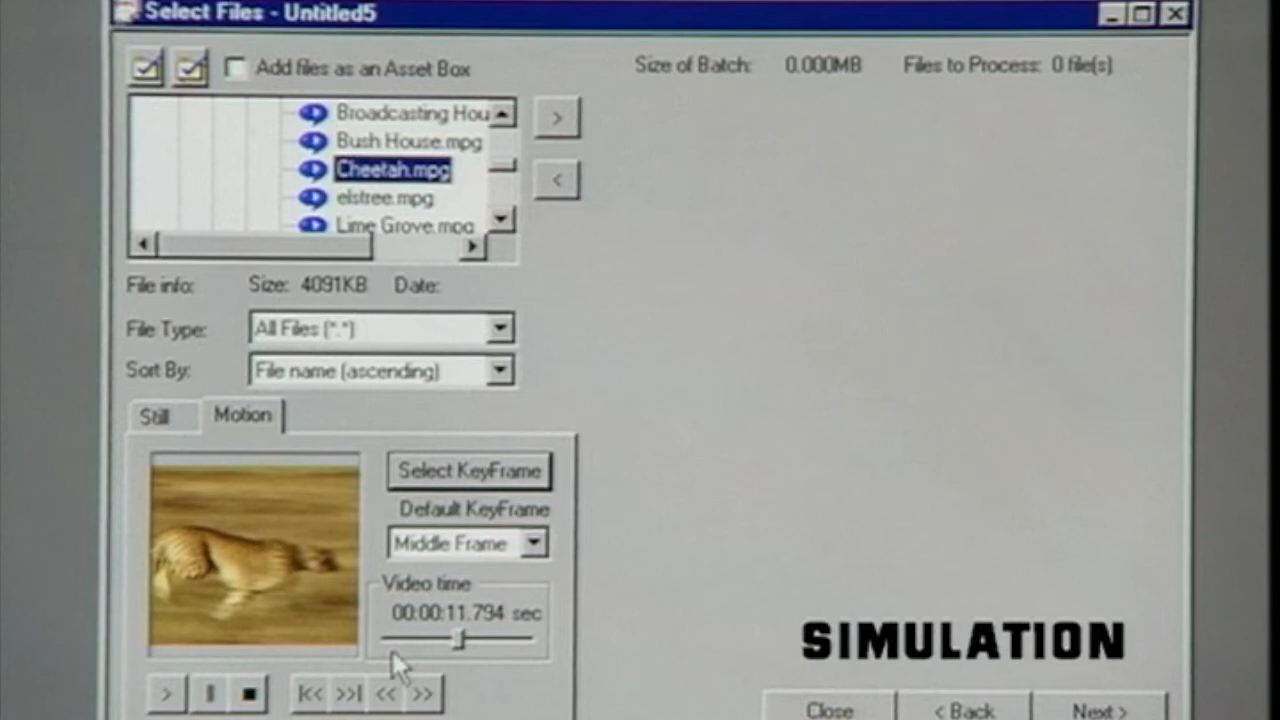 Select Files - Untitled5
Add files as an Asset Box
Size of Batch: 0.000MB Files to Process: 0 file(s)
Broadcasting Hou
Bush House.mpg
Cheetah.mpg
elstree.mpg
Lime Grove.mpg
>
<
File info: Size: 4091KB Date:
File Type: All Files (*.*)
Sort By: File name (ascending)
Still Motion
Select KeyFrame
Default KeyFrame
Middle Frame
Video time
00:00:11.794 sec
SIMULATION
> || ■ |<< >>| << >>
Close < Back Next >